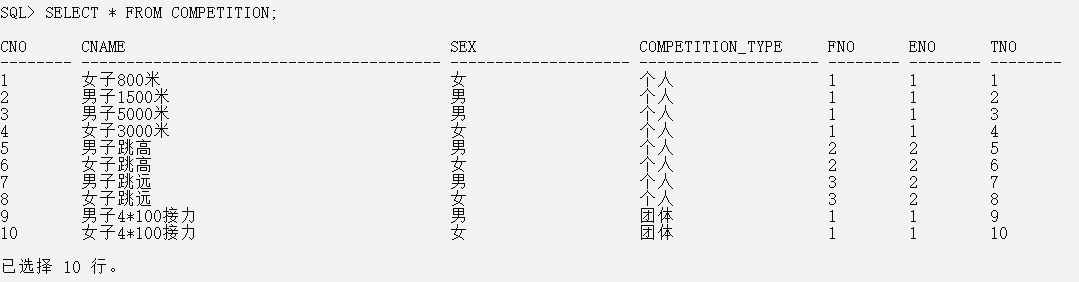 SQL> SELECT * FROM COMPETITION;
CNO CNAME SEX COMPETITION_TYPE FNO ENO TNO
-------- ---------------------------------------- -------------------- -------------------- -------- -------- --------
1 女子800米 女 个人 1 1 1
2 男子1500米 男 个人 1 1 2
3 男子5000米 男 个人 1 1 3
4 女子3000米 女 个人 1 1 4
5 男子跳高 男 个人 2 2 5
6 女子跳高 女 个人 2 2 6
7 男子跳远 男 个人 3 2 7
8 女子跳远 女 个人 3 2 8
9 男子4*100接力 男 团体 1 1 9
10 女子4*100接力 女 团体 1 1 10
已选择 10 行。